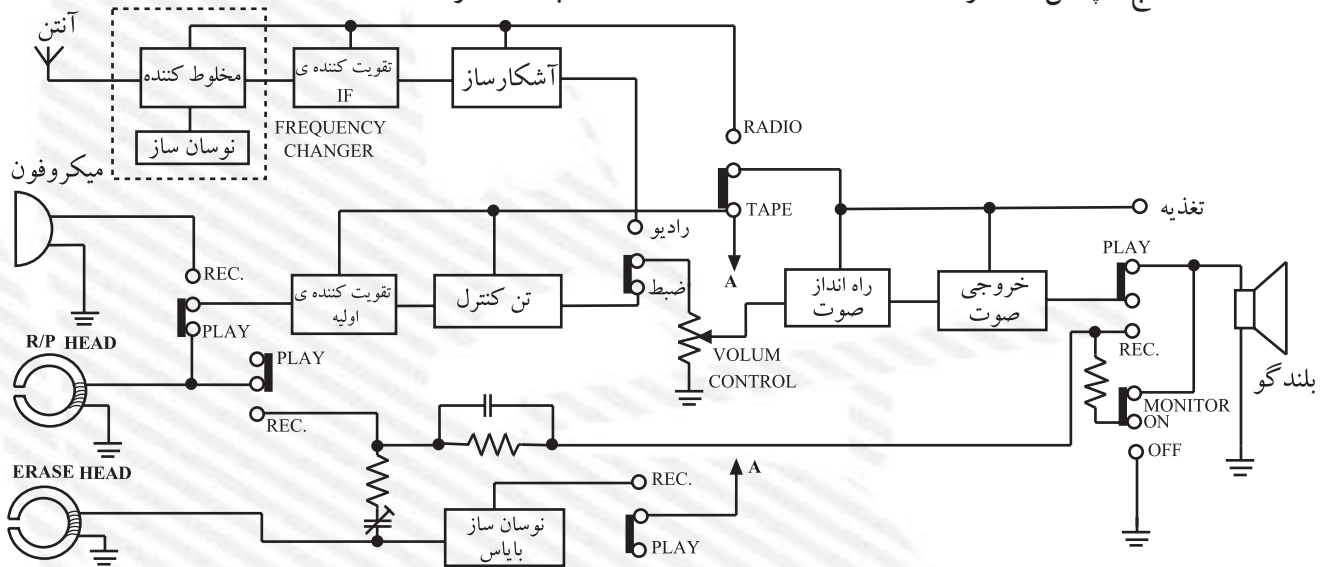 آنتن
مخلوط کننده
تقویت کننده ی
IF
آشکارساز
نوسان ساز
FREQUENCY
CHANGER
RADIO
میکروفون
TAPE
رادیو
تغذیه
A
PLAY
REC.
تقویت کننده ی
اولیه
تن کنترل
ضبط
راه انداز
صوت
خروجی
صوت
PLAY
R/P HEAD
PLAY
VOLUM
CONTROL
REC.
بلندگو
REC.
MONITOR
ON
OFF
ERASE HEAD
REC.
A
نوسان ساز
بایاس
PLAY